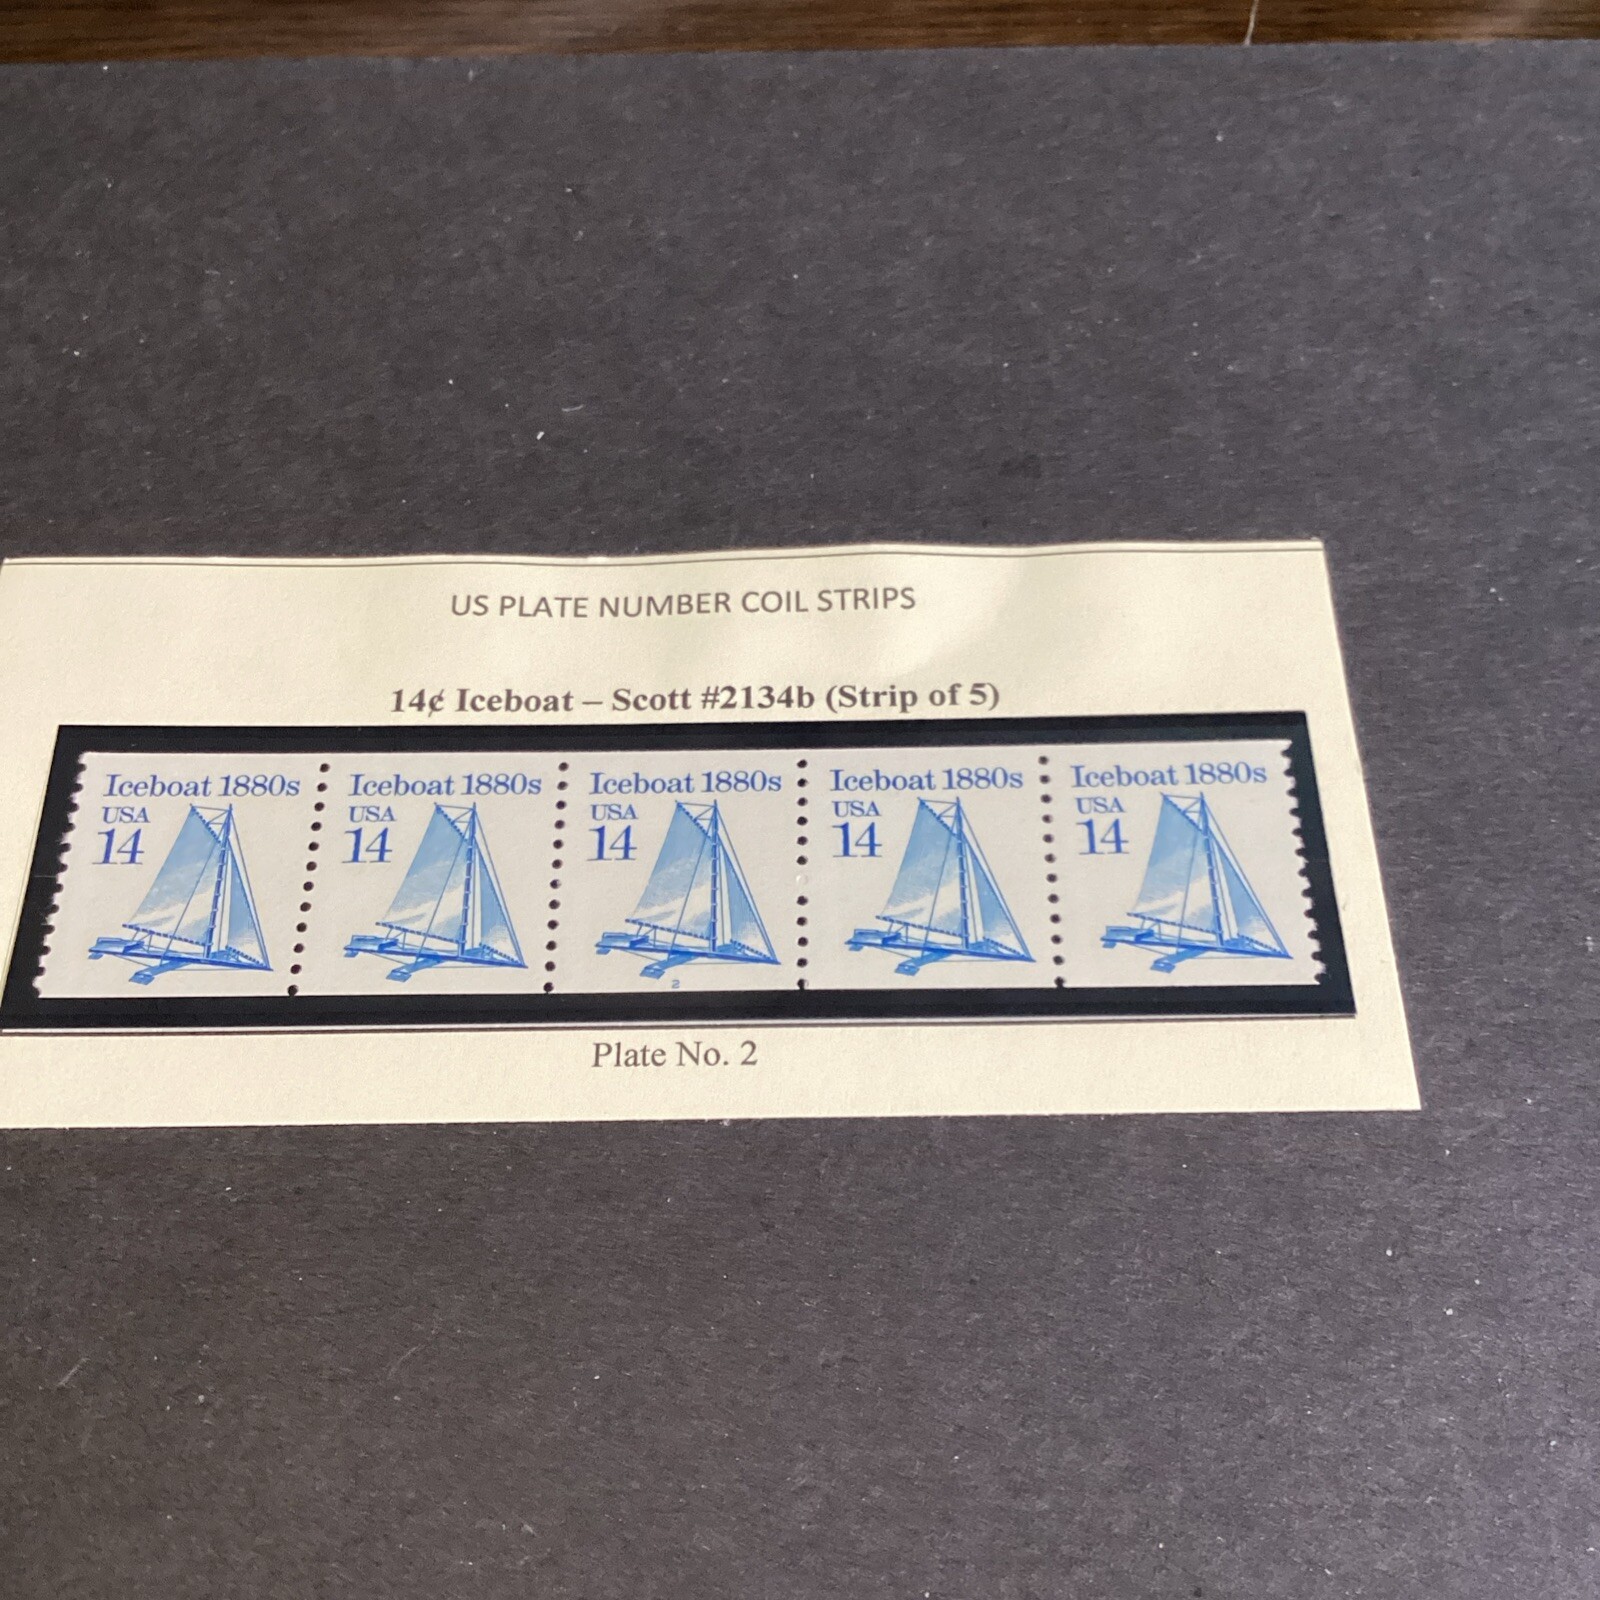 US PLATE NUMBER COIL STRIPS
14¢ Iceboat – Scott #2134b (Strip of 5)
Iceboat 1880s Iceboat 1880s Iceboat 1880s Iceboat 1880s Iceboat 1880s
USA USA USA USA USA
14 14 14 14 14
2
Plate No. 2